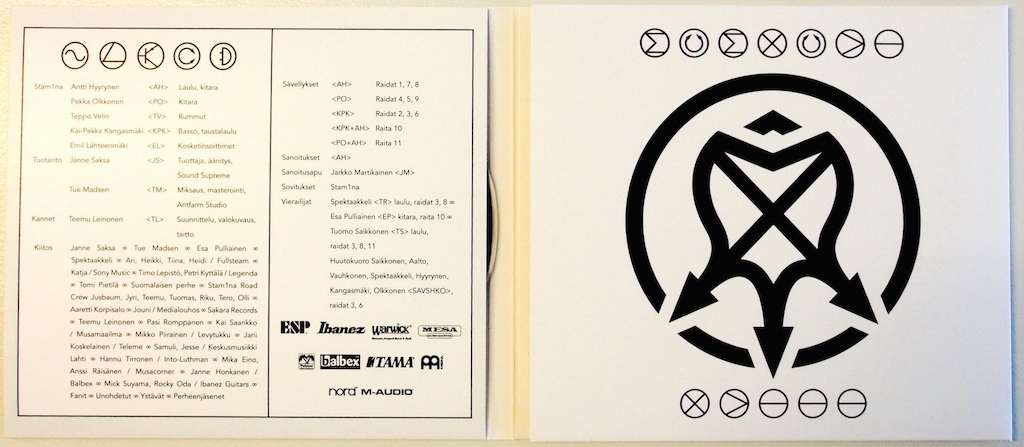 Stam1na Antti Hyyrynen <AH> Laulu, kitara
Pekka Olkkonen <PO> Kitara
Teppo Velin <TV> Rummut
Kai-Pekka Kangasmäki <KPK> Basso, taustalaulu
Emil Lähteenmäki <EL> Kosketinsoittimet
Tuotanto Janne Saksa <JS> Tuottaja, äänitys,
Sound Supreme
Tue Madsen <TM> Miksaus, masterointi,
Antfarm Studio
Kannet Teemu Leinonen <TL> Suunnittelu, valokuvaus,
taitto
Kiitos Janne Saksa ∞ Tue Madsen ∞ Esa Pulliainen ∞
Spektaakkeli ∞ Ari, Heikki, Tiina, Heidi / Fullsteam ∞
Katja / Sony Music ∞ Timo Lepistö, Petri Kyttälä / Legenda
∞ Tomi Pietilä ∞ Suomalaisen perhe ∞ Stam1na Road
Crew Jusbaum, Jyri, Teemu, Tuomas, Riku, Tero, Olli ∞
Aaretti Korpisalo ∞ Jouni / Medialouhos ∞ Sakara Records
∞ Teemu Leinonen ∞ Pasi Romppanen ∞ Kai Saarikko
/ Musamaailma ∞ Mikko Piirainen / Levytukku ∞ Jani
Koskelainen / Teleme ∞ Samuli, Jesse / Keskusmusiikki
Lahti ∞ Hannu Tirronen / Into-Luthman ∞ Mika Eino,
Anssi Räisänen / Musacorner ∞ Janne Honkanen /
Balbex ∞ Mick Suyama, Rocky Oda / Ibanez Guitars ∞
Fanit ∞ Unohdetut ∞ Ystävät ∞ Perheenjäsenet
Sävellykset <AH> Raidat 1, 7, 8
<PO> Raidat 4, 5, 9
<KPK> Raidat 2, 3, 6
<KPK+AH> Raita 10
<PO+AH> Raita 11
Sanoitukset <AH>
Sanoitusapu Jarkko Martikainen <JM>
Sovitukset Stam1na
Vierailijat Spektaakkeli <TR> laulu, raidat 3, 8 ∞
Esa Pulliainen <EP> kitara, raita 10 ∞
Tuomo Saikkonen <TS> laulu,
raidat 3, 8, 11
Huutokuoro Saikkonen, Aalto,
Vauhkonen, Spektaakkeli, Hyyrynen,
Kangasmäki, Olkkonen <SAVSHKO>,
raidat 3, 6
ESP Ibanez Warwick MESA
balbex TAMA
nord M-AUDIO